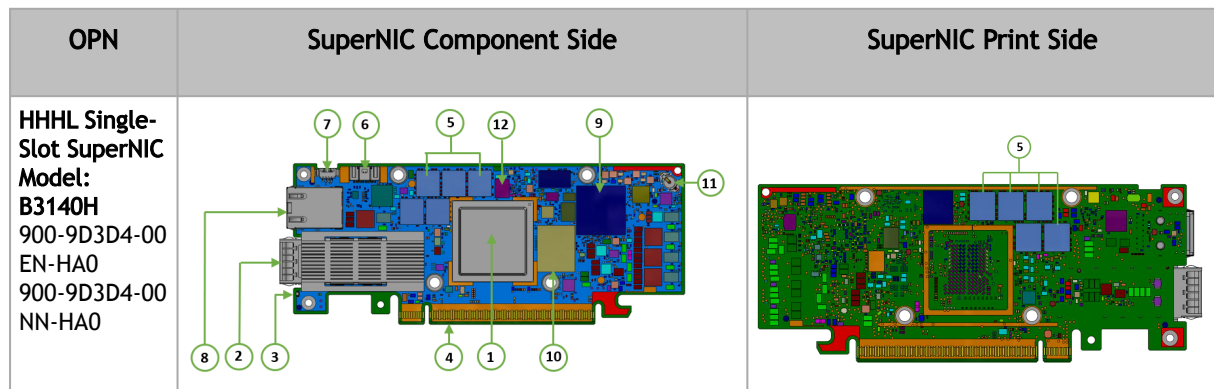 OPN
SuperNIC Component Side
SuperNIC Print Side
HHHL Single-
Slot SuperNIC
Model:
B3140H
900-9D3D4-00
EN-HA0
900-9D3D4-00
NN-HA0
7
6
5
12
9
11
8
2
3
4
1
10
5